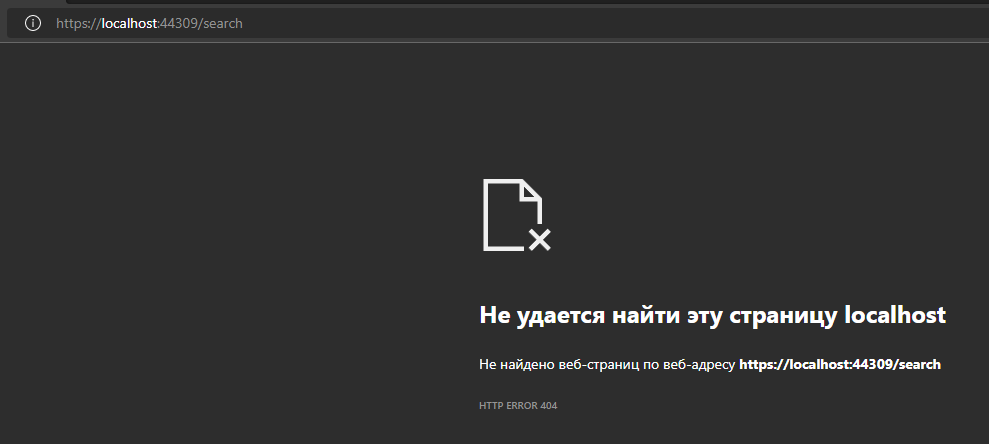 https://localhost:44309/search
Не удается найти эту страницу localhost
Не найдено веб-страниц по веб-адресу https://localhost:44309/search
HTTP ERROR 404